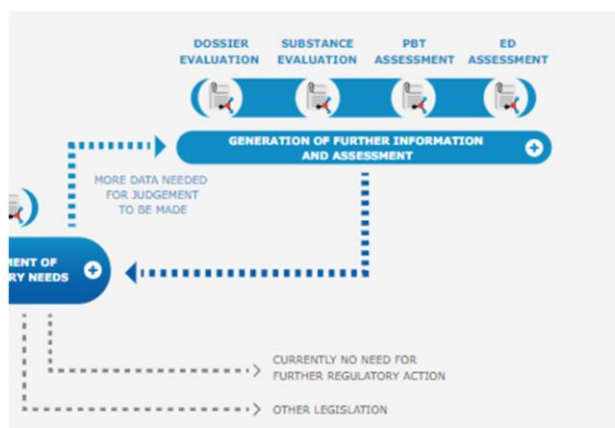 DOSSIER EVALUATION
SUBSTANCE EVALUATION
PBT ASSESSMENT
ED ASSESSMENT
GENERATION OF FURTHER INFORMATION
AND ASSESSMENT
MORE DATA NEEDED
FOR JUDGEMENT
TO BE MADE
MENT OF
RY NEEDS
CURRENTLY NO NEED FOR
FURTHER REGULATORY ACTION
OTHER LEGISLATION